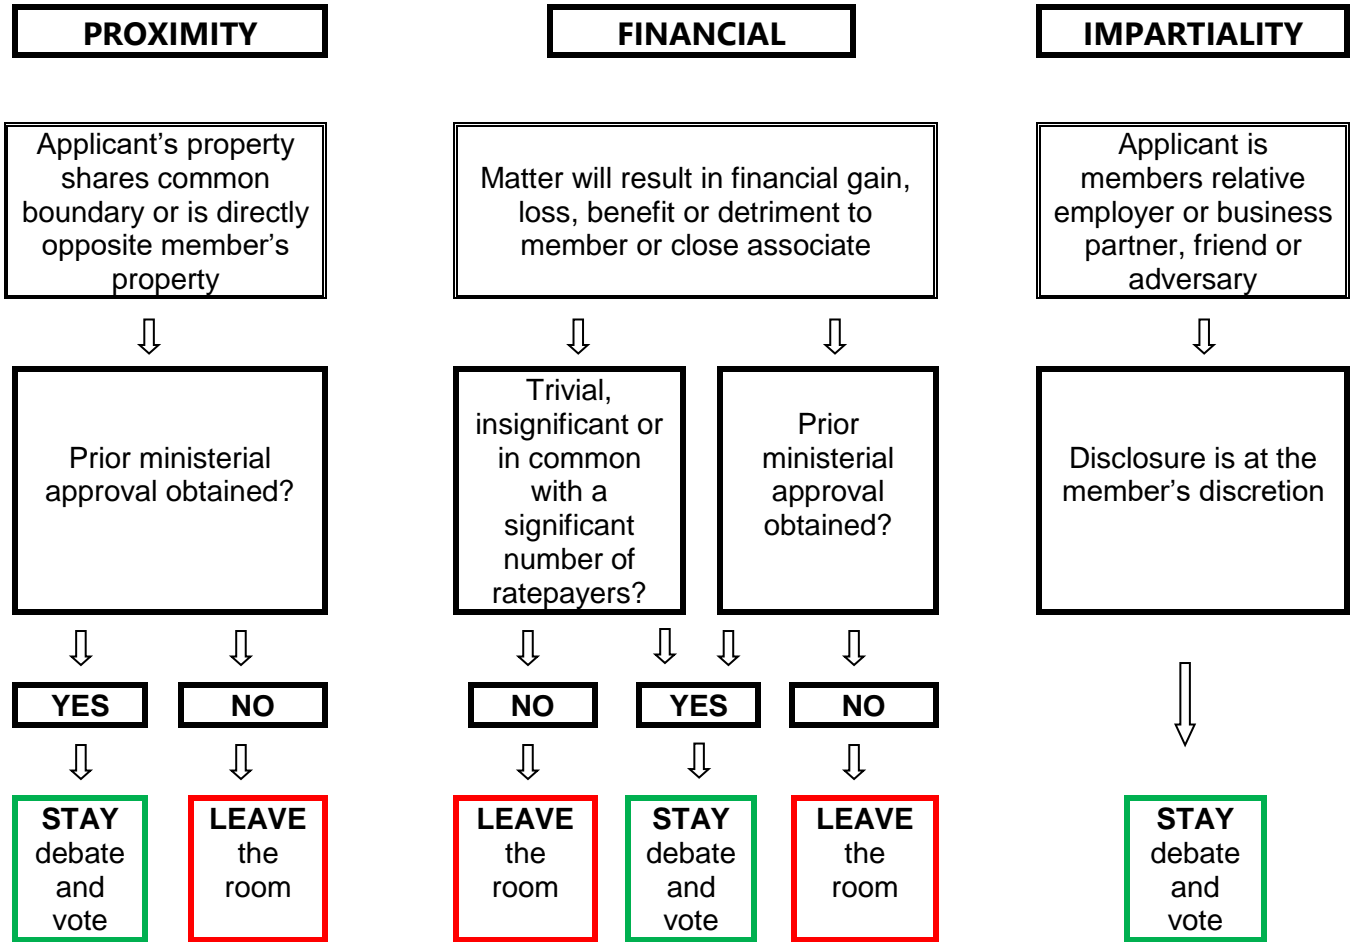 PROXIMITY
FINANCIAL
IMPARTIALITY
Applicant’s property
shares common
boundary or is directly
opposite member’s
property
Matter will result in financial gain,
loss, benefit or detriment to
member or close associate
Applicant is
members relative
employer or business
partner, friend or
adversary
Prior ministerial
approval obtained?
Trivial,
insignificant or
in common
with a
significant
number of
ratepayers?
Prior
ministerial
approval
obtained?
Disclosure is at the
member’s discretion
YES
NO
NO
YES
NO
STAY
debate
and
vote
LEAVE
the
room
LEAVE
the
room
STAY
debate
and
vote
LEAVE
the
room
STAY
debate
and
vote